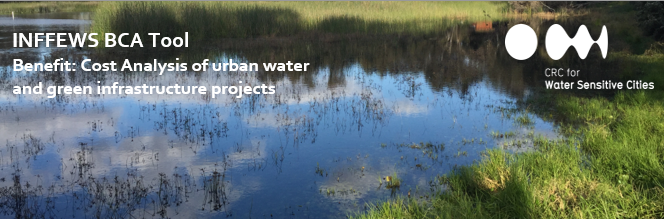 INFFEWS BCA Tool
Benefit: Cost Analysis of urban water
and green infrastructure projects
CRC for
Water Sensitive Cities